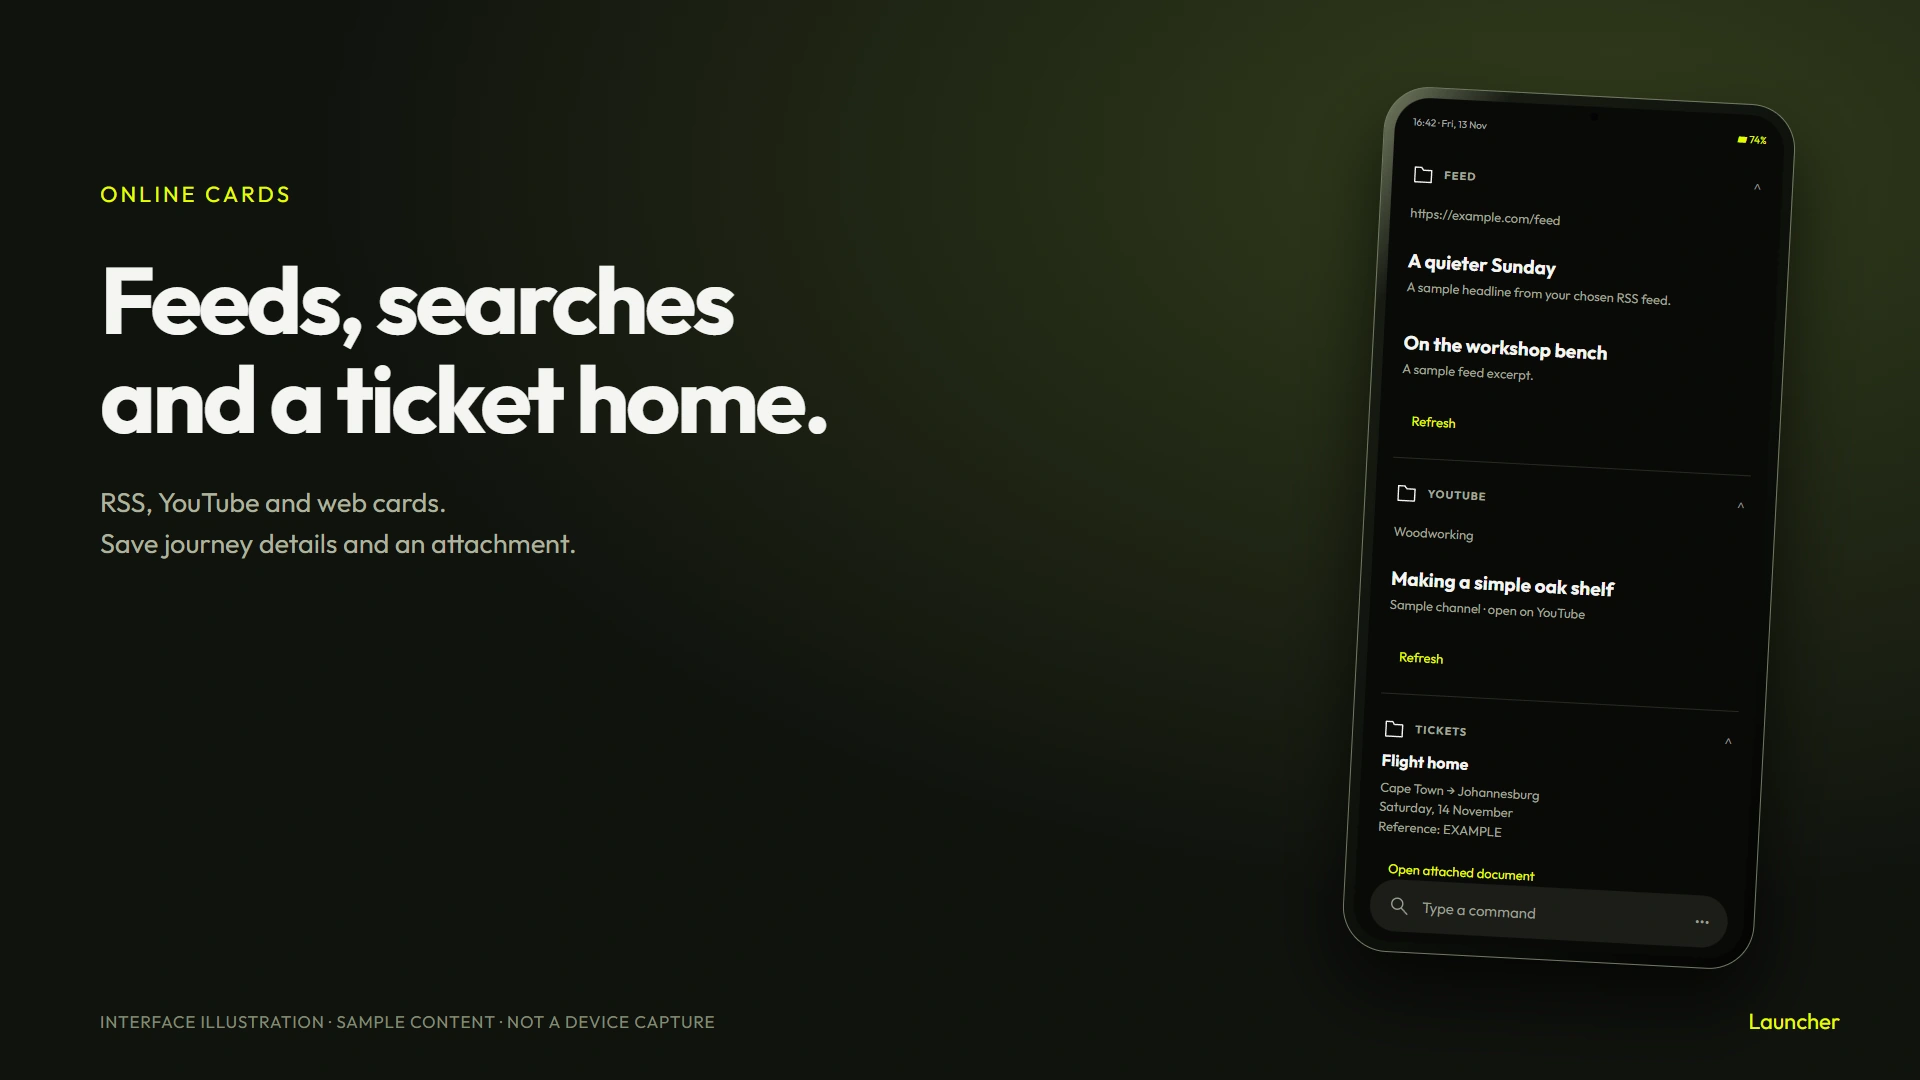 ONLINE CARDS
Feeds, searches
and a ticket home.
RSS, YouTube and web cards.
Save journey details and an attachment.
16:42 · Fri, 13 Nov
74%
FEED
https://example.com/feed
A quieter Sunday
A sample headline from your chosen RSS feed.
On the workshop bench
A sample feed excerpt.
Refresh
YOUTUBE
Woodworking
Making a simple oak shelf
Sample channel · open on YouTube
Refresh
TICKETS
Flight home
Cape Town → Johannesburg
Saturday, 14 November
Reference: EXAMPLE
Open attached document
Type a command
INTERFACE ILLUSTRATION · SAMPLE CONTENT · NOT A DEVICE CAPTURE
Launcher